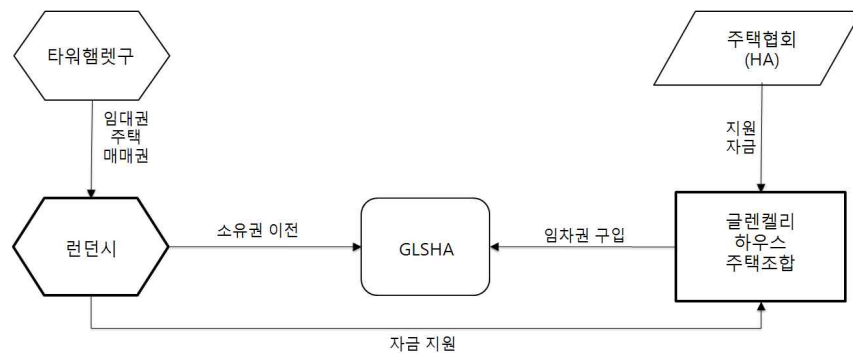 타워햄렛구
주택협회
(HA)
임대권
주택
매매권
지원
자금
런던시
소유권 이전
GLSHA
임차권 구입
글렌켈리
하우스
주택조합
자금 지원